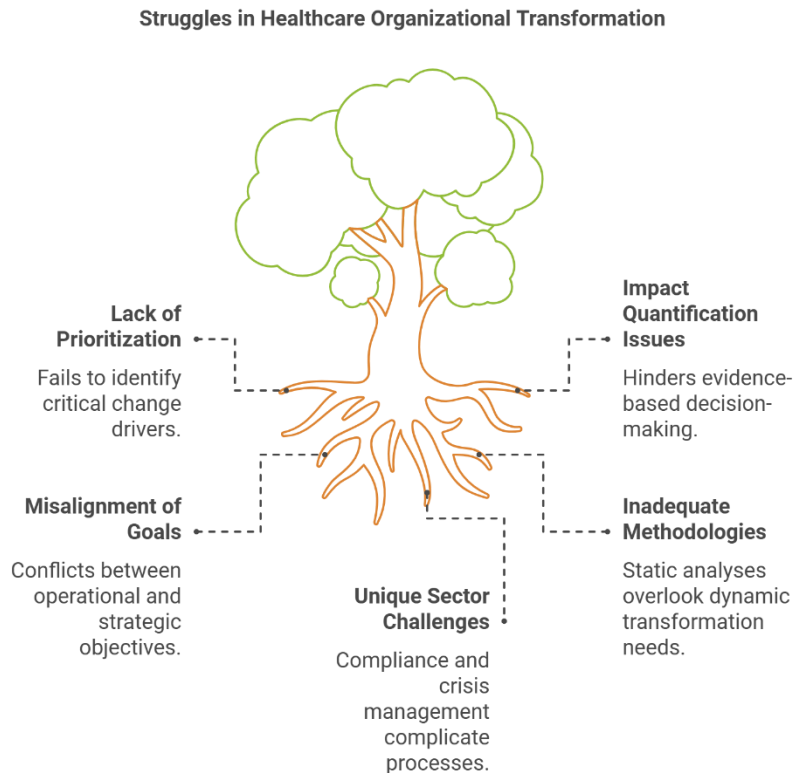 Struggles in Healthcare Organizational Transformation
Lack of
Prioritization
Fails to identify
critical change
drivers.
Impact
Quantification
Issues
Hinders evidence-
based decision-
making.
Misalignment of
Goals
Conflicts between
operational and
strategic
objectives.
Unique Sector
Challenges
Compliance and
crisis
management
complicate
processes.
Inadequate
Methodologies
Static analyses
overlook dynamic
transformation
needs.